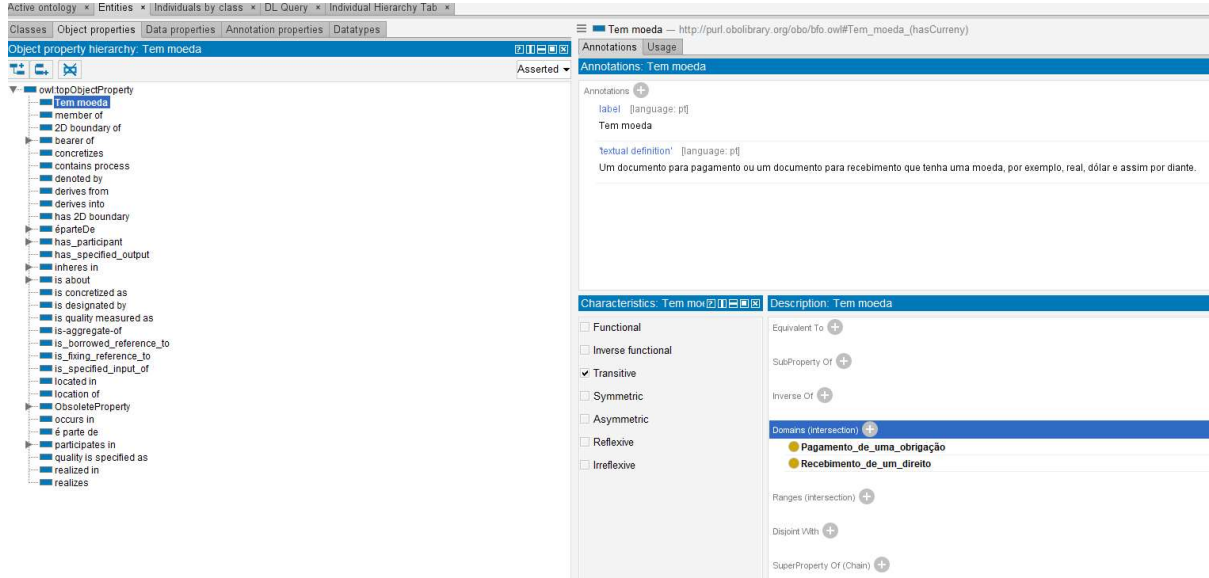 Active ontology × Entities × Individuals by class × DL Query × Individual Hierarchy Tab ×
Classes Object properties Data properties Annotation properties Datatypes
Object property hierarchy: Tem moeda
Asserted
owl:topObjectProperty
Tem moeda
member of
2D boundary of
bearer of
concretizes
contains process
denoted by
derives from
derives into
has 2D boundary
éparteDe
has_participant
has_specified_output
inheres in
is about
is concretized as
is designated by
is quality measured as
is-aggregate-of
is_borrowed_reference_to
is_fixing_reference_to
is_specified_input_of
located in
location of
ObsoleteProperty
occurs in
é parte de
participates in
quality is specified as
realized in
realizes
Tem moeda — http://purl.obolibrary.org/obo/bfo.owl#Tem_moeda_(hasCurreny)
Annotations Usage
Annotations: Tem moeda
Annotations
label [language: pt]
Tem moeda
'textual definition' [language: pt]
Um documento para pagamento ou um documento para recebimento que tenha uma moeda, por exemplo, real, dólar e assim por diante.
Characteristics: Tem moe
Functional
Inverse functional
Transitive
Symmetric
Asymmetric
Reflexive
Irreflexive
Description: Tem moeda
Equivalent To
SubProperty Of
Inverse Of
Domains (intersection)
Pagamento_de_uma_obrigação
Recebimento_de_um_direito
Ranges (intersection)
Disjoint With
SuperProperty Of (Chain)